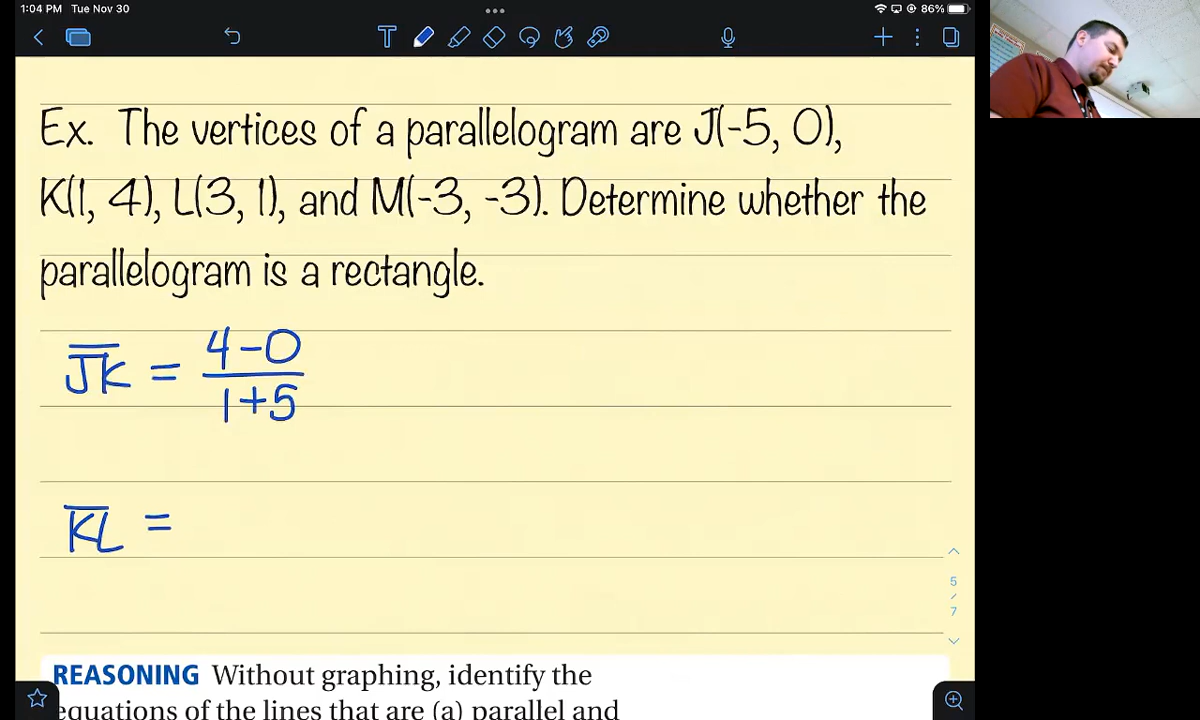 1:04 PM Tue Nov 30
86%
T
Ex. The vertices of a parallelogram are J(-5, 0),
K(1, 4), L(3, 1), and M(-3, -3). Determine whether the
parallelogram is a rectangle.
JK = 4-0
1+5
KL =
5
/
7
REASONING Without graphing, identify the
equations of the lines that are (a) parallel and